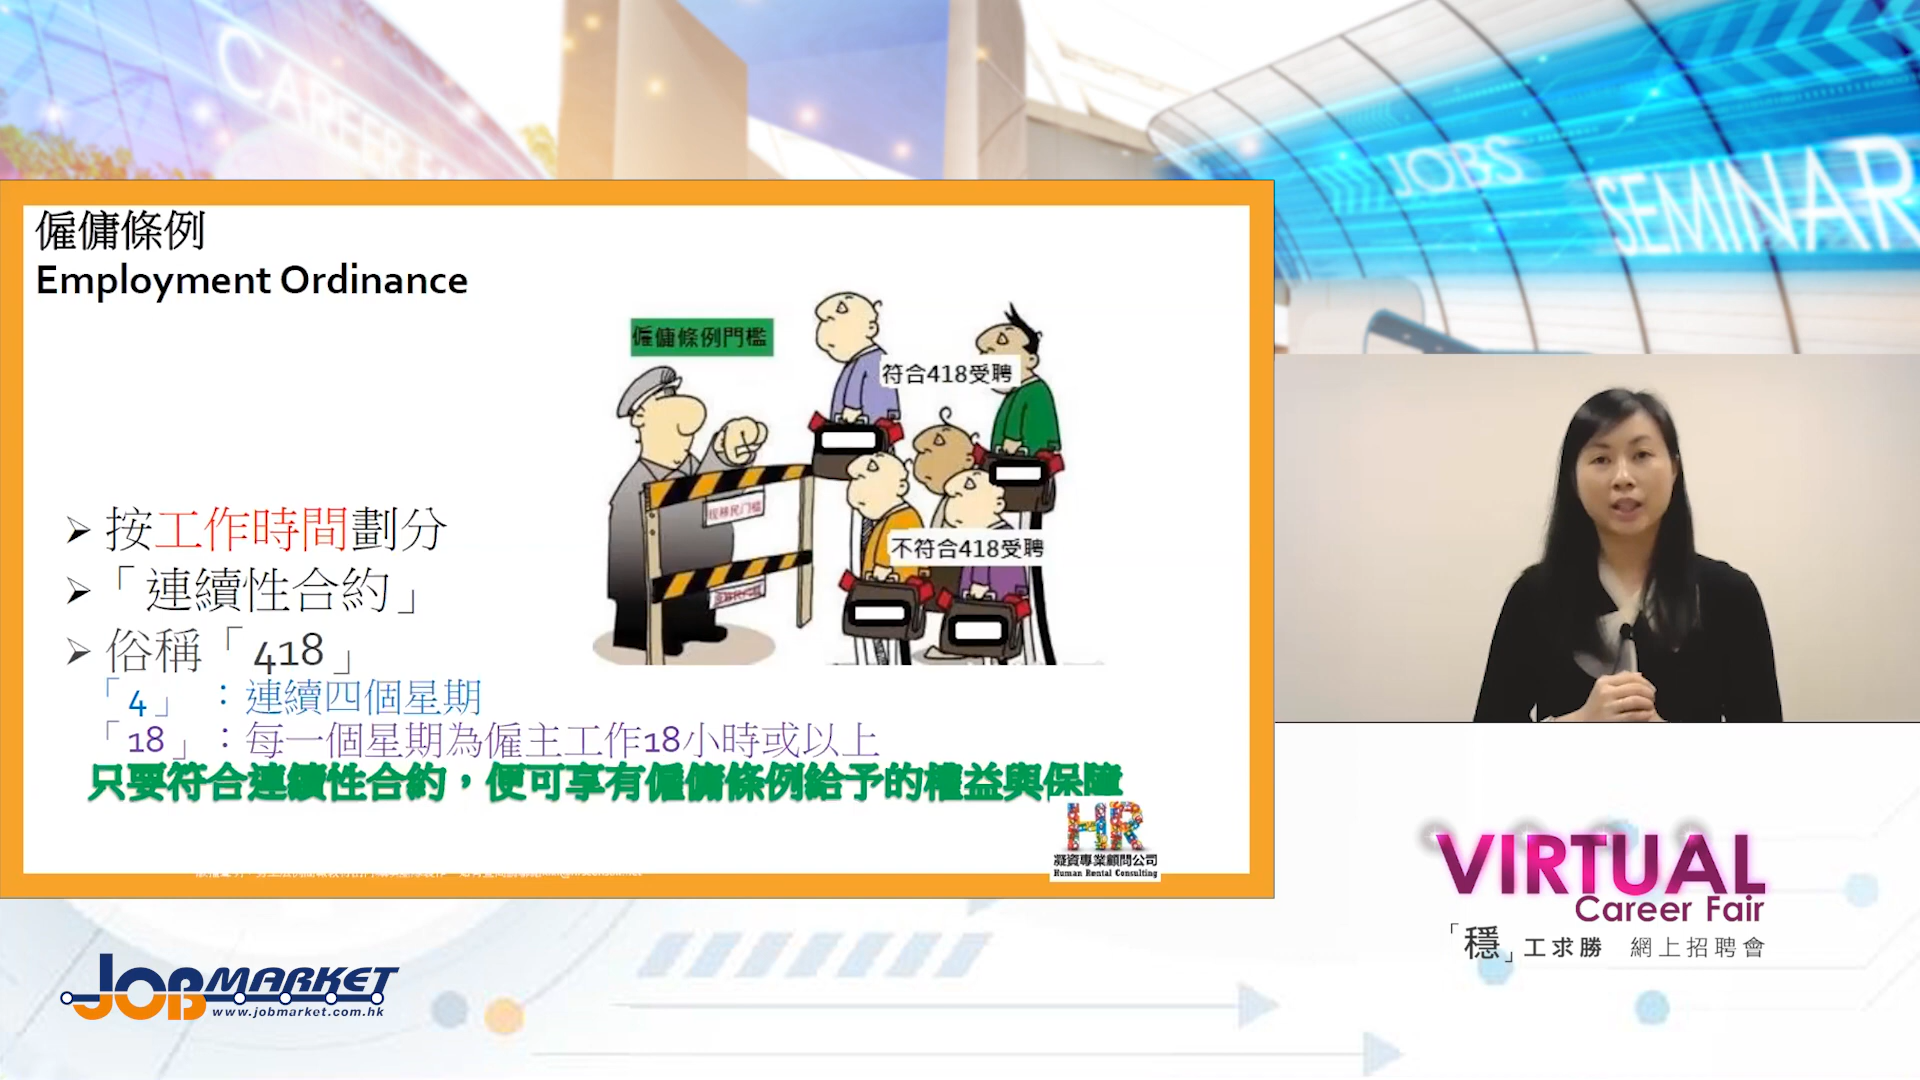 CAREER
JOBS
SEMINAR
僱傭條例
Employment Ordinance
僱傭條例門檻
符合418受聘
不符合418受聘
按工作時間劃分
「連續性合約」
俗稱「418」
「4」：連續四個星期
「18」：每一個星期為僱主工作18小時或以上
只要符合連續性合約，便可享有僱傭條例給予的權益與保障
HR
凝資專業顧問公司
Human Rental Consulting
VIRTUAL
Career Fair
「穩」工求勝 網上招聘會
JOB MARKET
www.jobmarket.com.hk